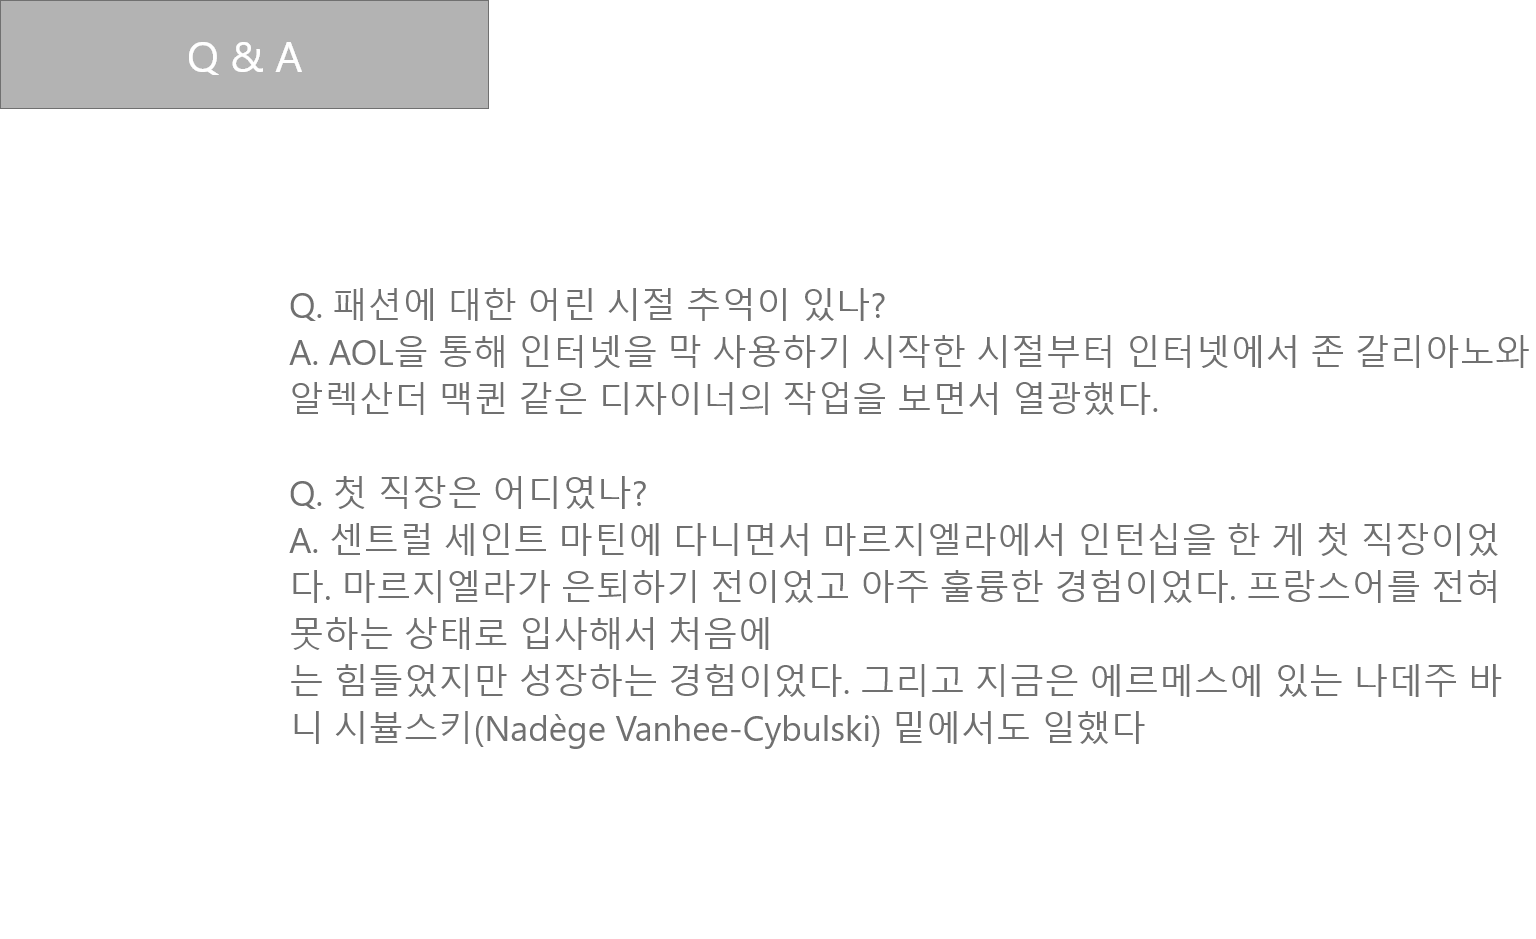 Q & A
Q. 패션에 대한 어린 시절 추억이 있나?
A. AOL을 통해 인터넷을 막 사용하기 시작한 시절부터 인터넷에서 존 갈리아노와
알렉산더 맥퀸 같은 디자이너의 작업을 보면서 열광했다.
Q. 첫 직장은 어디였나?
A. 센트럴 세인트 마틴에 다니면서 마르지엘라에서 인턴십을 한 게 첫 직장이었
다. 마르지엘라가 은퇴하기 전이었고 아주 훌륭한 경험이었다. 프랑스어를 전혀
못하는 상태로 입사해서 처음에
는 힘들었지만 성장하는 경험이었다. 그리고 지금은 에르메스에 있는 나데주 바
니 시뷸스키(Nadège Vanhee-Cybulski) 밑에서도 일했다